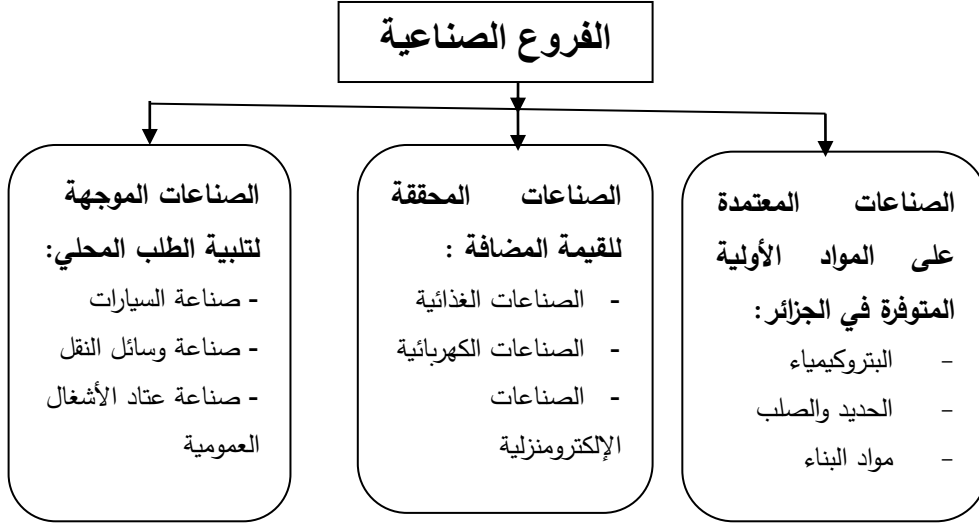 الفروع الصناعية
الصناعات المعتمدة
على المواد الأولية
المتوفرة في الجزائر:
- البتروكيمياء
- الحديد والصلب
- مواد البناء
الصناعات المحققة
للقيمة المضافة :
- الصناعات الغذائية
- الصناعات الكهربائية
- الصناعات
الإلكترومنزلية
الصناعات الموجهة
لتلبية الطلب المحلي:
- صناعة السيارات
- صناعة وسائل النقل
- صناعة عتاد الأشغال
العمومية